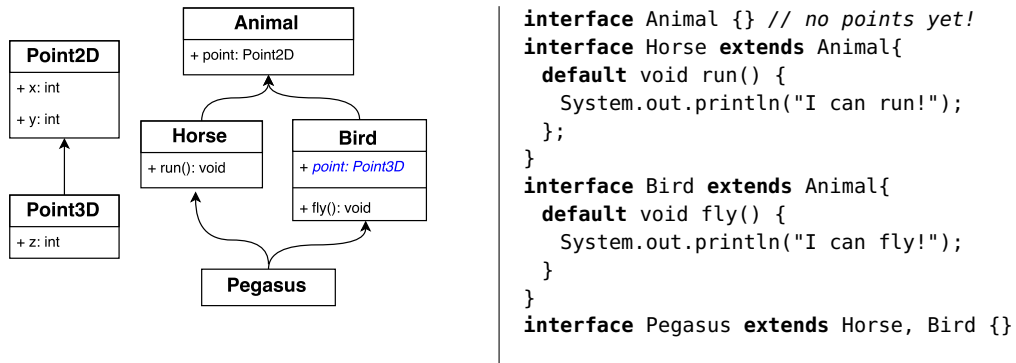 Point2D
+ x: int
+ y: int
Point3D
+ z: int
Animal
+ point: Point2D
Horse
+ run(): void
Bird
+ point: Point3D
+ fly(): void
Pegasus
interface Animal {} // no points yet!
interface Horse extends Animal{
default void run() {
System.out.println("I can run!");
};
}
interface Bird extends Animal{
default void fly() {
System.out.println("I can fly!");
}
}
interface Pegasus extends Horse, Bird {}